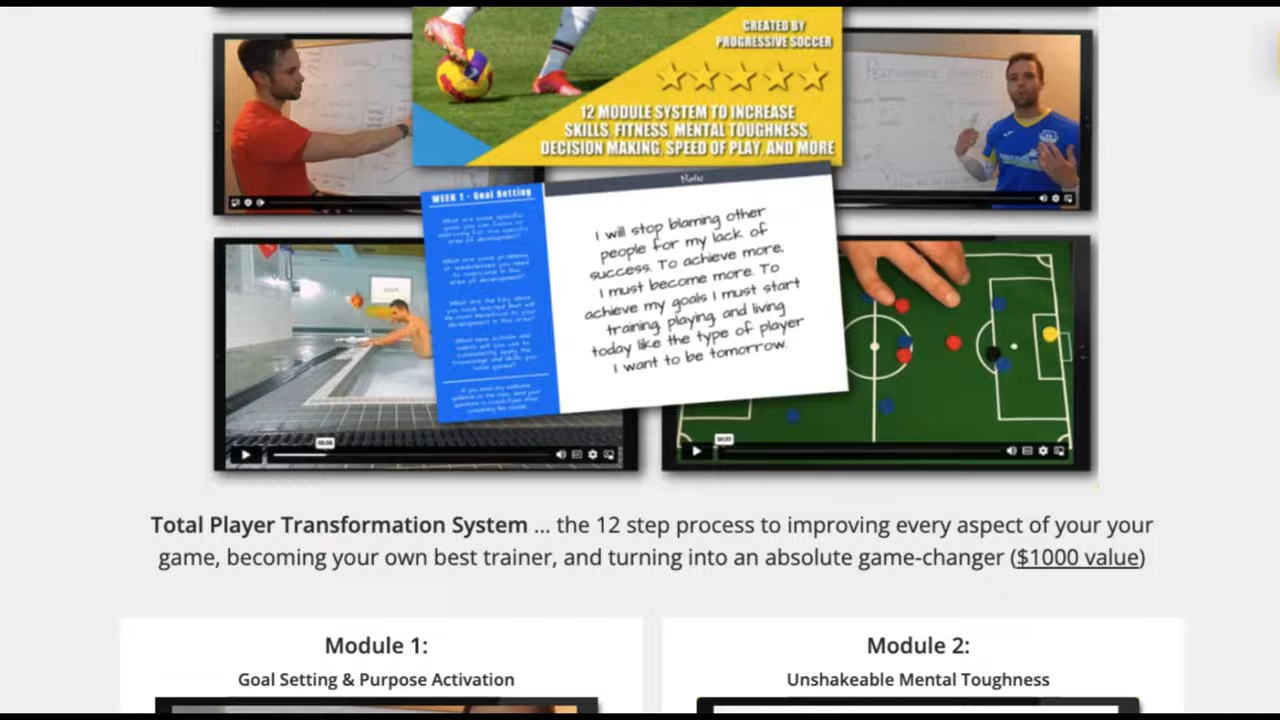 CREATED BY
PROGRESSIVE SOCCER
12 MODULE SYSTEM TO INCREASE
SKILLS, FITNESS, MENTAL TOUGHNESS,
DECISION MAKING, SPEED OF PLAY, AND MORE
WEEK 1 - Goal Setting
Notes
I will stop blaming other
people for my lack of
success. To achieve more,
I must become more. To
achieve my goals I must start
training, playing, and living
today like the type of player
I want to be tomorrow.
Total Player Transformation System ... the 12 step process to improving every aspect of your your
game, becoming your own best trainer, and turning into an absolute game-changer ($1000 value)
Module 1:
Goal Setting & Purpose Activation
Module 2:
Unshakeable Mental Toughness